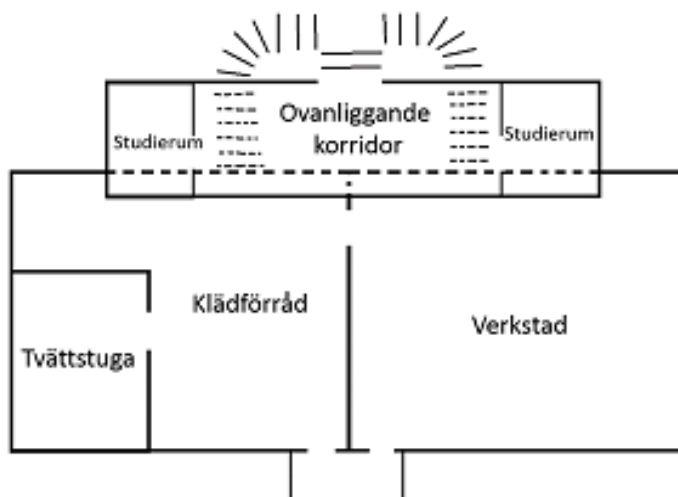 Ovanliggande
korridor
Studierum
Studierum
Klädförråd
Verkstad
Tvättstuga